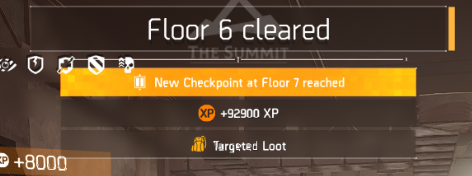 Floor 6 cleared
THE SUMMIT
New Checkpoint at Floor 7 reached
XP +92900 XP
Targeted Loot
XP +8000